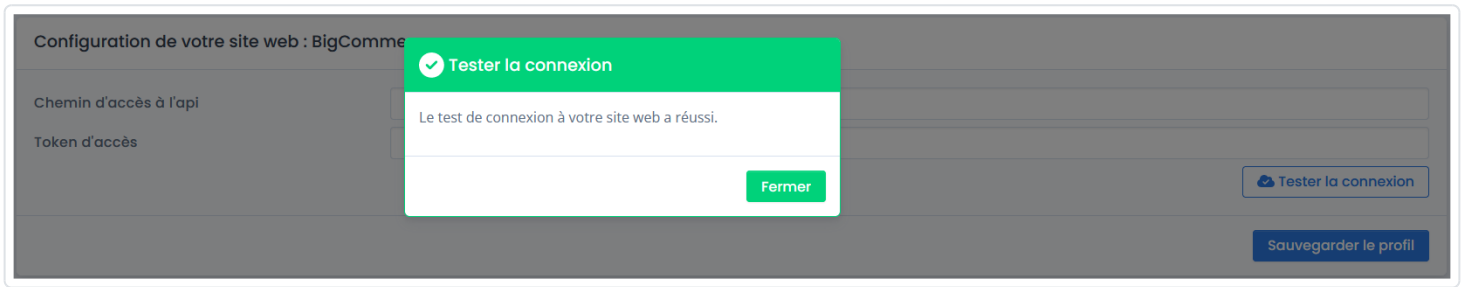 Configuration de votre site web : BigComme
Tester la connexion
Chemin d'accès à l'api
Le test de connexion à votre site web a réussi.
Token d'accès
Fermer
Tester la connexion
Sauvegarder le profil